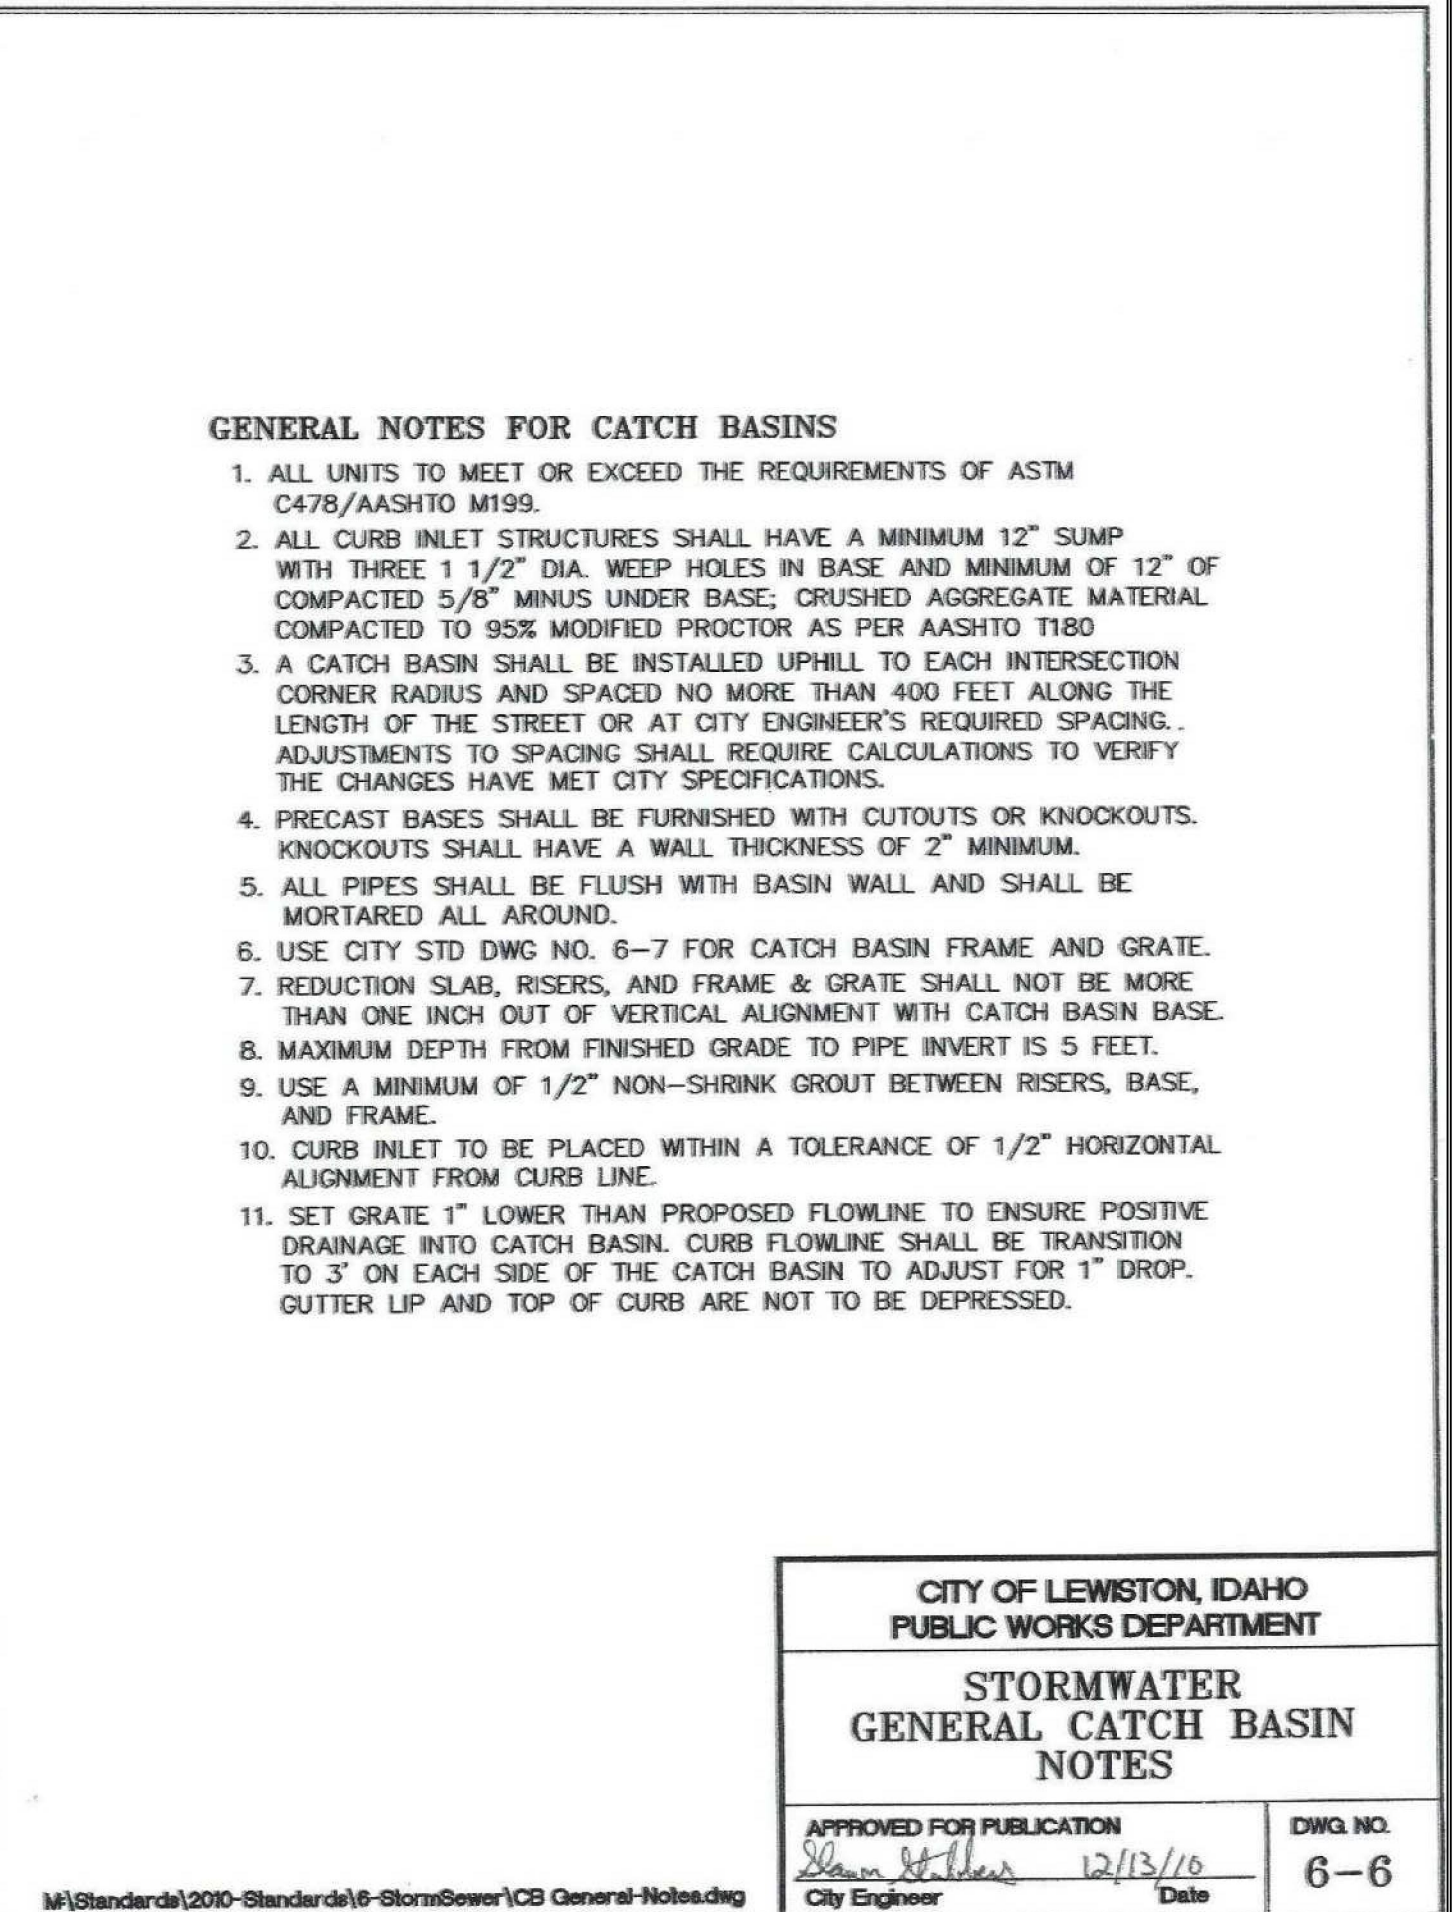 GENERAL NOTES FOR CATCH BASINS
1. ALL UNITS TO MEET OR EXCEED THE REQUIREMENTS OF ASTM
C478/AASHTO M199.
2. ALL CURB INLET STRUCTURES SHALL HAVE A MINIMUM 12" SUMP
WITH THREE 1 1/2" DIA. WEEP HOLES IN BASE AND MINIMUM OF 12" OF
COMPACTED 5/8" MINUS UNDER BASE; CRUSHED AGGREGATE MATERIAL
COMPACTED TO 95% MODIFIED PROCTOR AS PER AASHTO T180
3. A CATCH BASIN SHALL BE INSTALLED UPHILL TO EACH INTERSECTION
CORNER RADIUS AND SPACED NO MORE THAN 400 FEET ALONG THE
LENGTH OF THE STREET OR AT CITY ENGINEER'S REQUIRED SPACING..
ADJUSTMENTS TO SPACING SHALL REQUIRE CALCULATIONS TO VERIFY
THE CHANGES HAVE MET CITY SPECIFICATIONS.
4. PRECAST BASES SHALL BE FURNISHED WITH CUTOUTS OR KNOCKOUTS.
KNOCKOUTS SHALL HAVE A WALL THICKNESS OF 2" MINIMUM.
5. ALL PIPES SHALL BE FLUSH WITH BASIN WALL AND SHALL BE
MORTARED ALL AROUND.
6. USE CITY STD DWG NO. 6-7 FOR CATCH BASIN FRAME AND GRATE.
7. REDUCTION SLAB, RISERS, AND FRAME & GRATE SHALL NOT BE MORE
THAN ONE INCH OUT OF VERTICAL ALIGNMENT WITH CATCH BASIN BASE.
8. MAXIMUM DEPTH FROM FINISHED GRADE TO PIPE INVERT IS 5 FEET.
9. USE A MINIMUM OF 1/2" NON-SHRINK GROUT BETWEEN RISERS, BASE,
AND FRAME.
10. CURB INLET TO BE PLACED WITHIN A TOLERANCE OF 1/2" HORIZONTAL
ALIGNMENT FROM CURB LINE.
11. SET GRATE 1" LOWER THAN PROPOSED FLOWLINE TO ENSURE POSITIVE
DRAINAGE INTO CATCH BASIN. CURB FLOWLINE SHALL BE TRANSITION
TO 3' ON EACH SIDE OF THE CATCH BASIN TO ADJUST FOR 1" DROP.
GUTTER LIP AND TOP OF CURB ARE NOT TO BE DEPRESSED.
CITY OF LEWISTON, IDAHO
PUBLIC WORKS DEPARTMENT
STORMWATER
GENERAL CATCH BASIN
NOTES
APPROVED FOR PUBLICATION
12/13/10
City Engineer Date
DWG. NO.
6-6
M:\Standards\2010-Standards\6-StormSewer\CB General-Notes.dwg